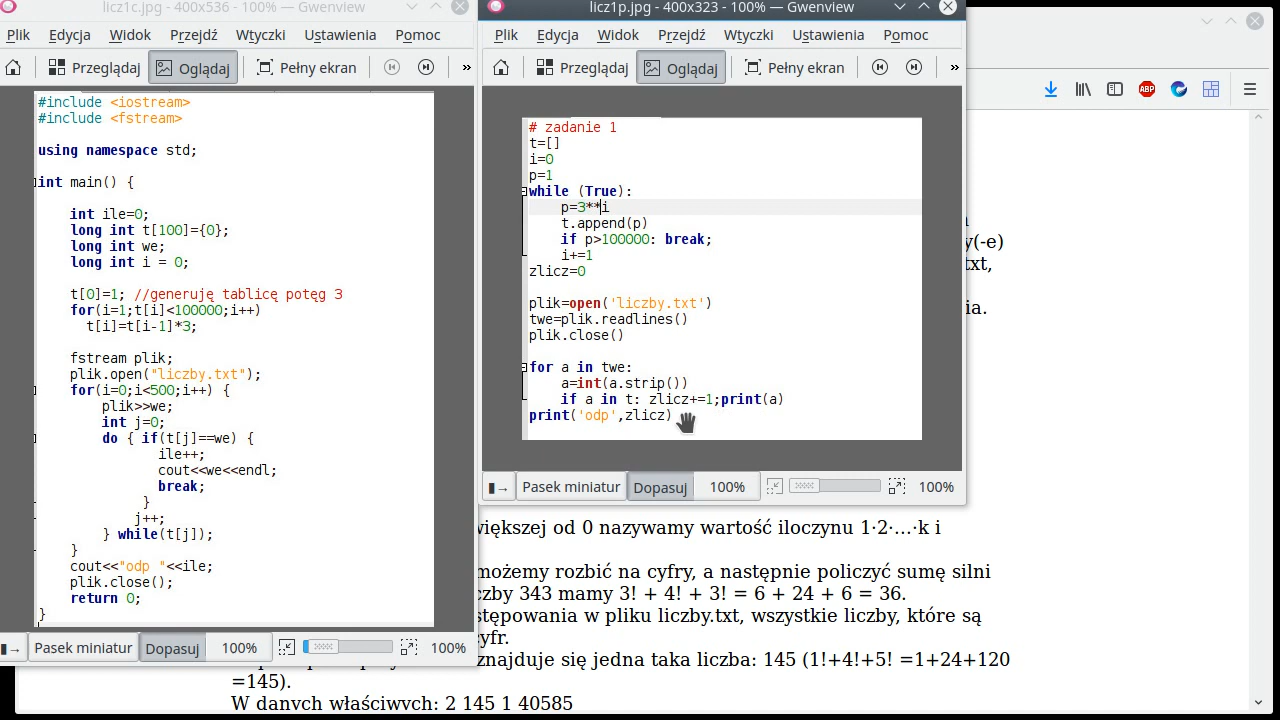 licz1c.jpg - 400x536 - 100% — Gwenview
Plik Edycja Widok Przejdź Wtyczki Ustawienia Pomoc
Przeglądaj Oglądaj Pełny ekran »
#include <iostream>
#include <fstream>
using namespace std;
int main() {
int ile=0;
long int t[100]={0};
long int we;
long int i = 0;
t[0]=1; //generuję tablicę potęg 3
for(i=1;t[i]<100000;i++)
t[i]=t[i-1]*3;
fstream plik;
plik.open("liczby.txt");
for(i=0;i<500;i++) {
plik>>we;
int j=0;
do { if(t[j]==we) {
ile++;
cout<<we<<endl;
break;
}
j++;
} while(t[j]);
}
cout<<"odp "<<ile;
plik.close();
return 0;
}
Pasek miniatur Dopasuj 100% 100%
licz1p.jpg - 400x323 - 100% — Gwenview
Plik Edycja Widok Przejdź Wtyczki Ustawienia Pomoc
Przeglądaj Oglądaj Pełny ekran »
# zadanie 1
t=[]
i=0
p=1
while (True):
p=3**i
t.append(p)
if p>100000: break;
i+=1
zlicz=0
plik=open('liczby.txt')
twe=plik.readlines()
plik.close()
for a in twe:
a=int(a.strip())
if a in t: zlicz+=1;print(a)
print('odp',zlicz)
Pasek miniatur Dopasuj 100% 100%
ABP
y(-e)
txt,
ia.
większej od 0 nazywamy wartość iloczynu 1·2·…·k i
możemy rozbić na cyfry, a następnie policzyć sumę silni
czby 343 mamy 3! + 4! + 3! = 6 + 24 + 6 = 36.
stępowania w pliku liczby.txt, wszystkie liczby, które są
cyfr.
znajduje się jedna taka liczba: 145 (1!+4!+5! =1+24+120
=145).
W danych właściwych: 2 145 1 40585